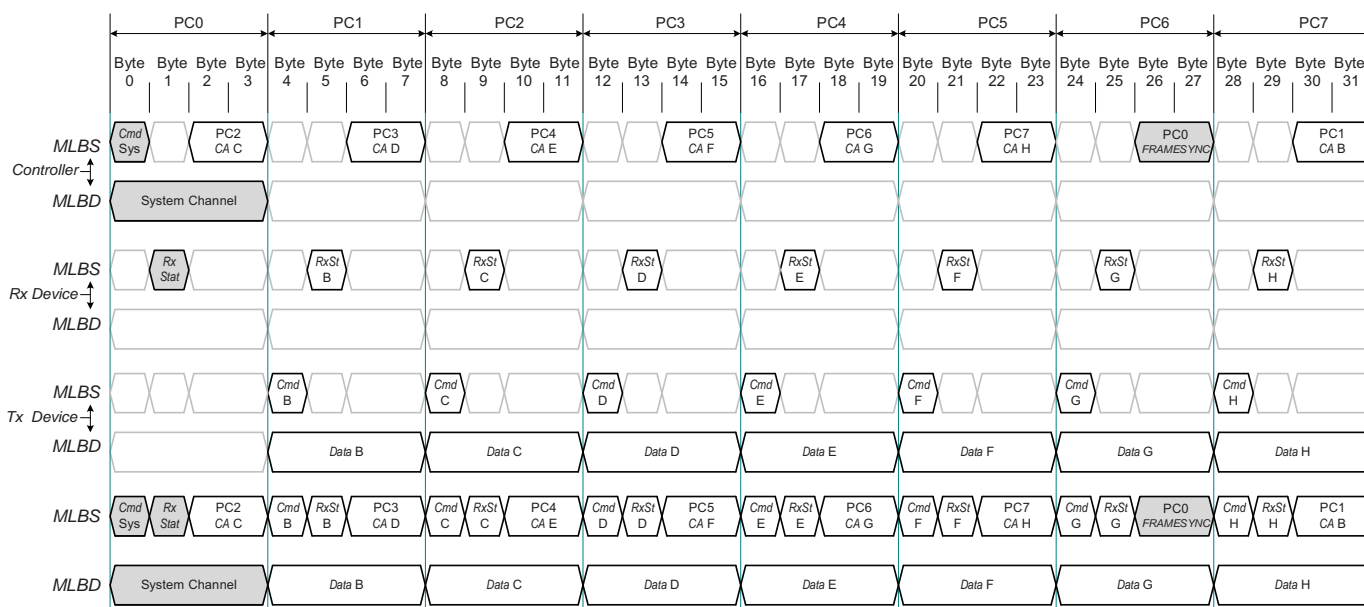 PC0 PC1 PC2 PC3 PC4 PC5 PC6 PC7
Byte Byte Byte Byte Byte Byte Byte Byte Byte Byte Byte Byte Byte Byte Byte Byte Byte Byte Byte Byte Byte Byte Byte Byte Byte Byte Byte Byte Byte Byte Byte Byte
0 1 2 3 4 5 6 7 8 9 10 11 12 13 14 15 16 17 18 19 20 21 22 23 24 25 26 27 28 29 30 31
Cmd PC2 PC3 PC4 PC5 PC6 PC7 PC0 PC1
MLBS Sys CA C CA D CA E CA F CA G CA H FRAMESYNC CA B
Controller
MLBD System Channel
Rx RxSt RxSt RxSt RxSt RxSt RxSt RxSt
MLBS Stat B C D E F G H
Rx Device
MLBD
Cmd Cmd Cmd Cmd Cmd Cmd Cmd
MLBS B C D E F G H
Tx Device
MLBD Data B Data C Data D Data E Data F Data G Data H
Cmd Rx PC2 Cmd RxSt PC3 Cmd RxSt PC4 Cmd RxSt PC5 Cmd RxSt PC6 Cmd RxSt PC7 Cmd RxSt PC0 Cmd RxSt PC1
MLBS Sys Stat CA C B B CA D C C CA E D D CA F E E CA G F F CA H G G FRAMESYNC H H CA B
MLBD System Channel Data B Data C Data D Data E Data F Data G Data H